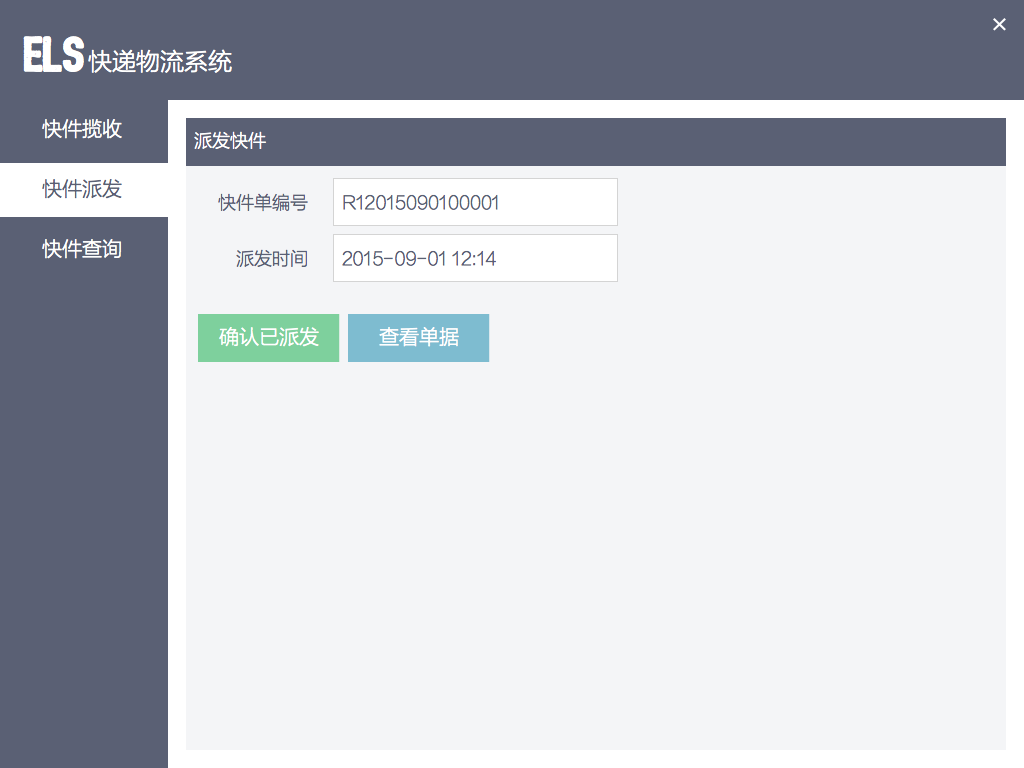 ELS 快递物流系统
快件揽收
快件派发
快件查询
派发快件
快件单编号 R12015090100001
派发时间 2015-09-01 12:14
确认已派发 查看单据